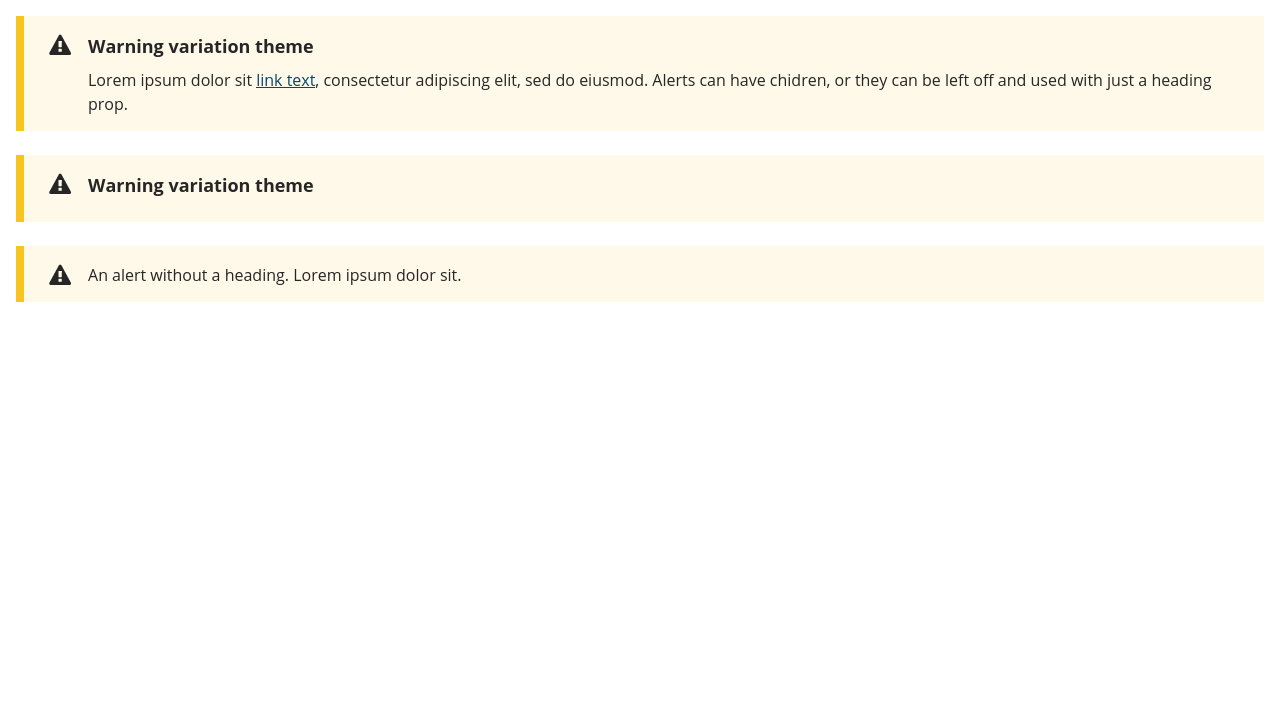 Warning variation theme
Lorem ipsum dolor sit link text, consectetur adipiscing elit, sed do eiusmod. Alerts can have chidren, or they can be left off and used with just a heading
prop.
Warning variation theme
An alert without a heading. Lorem ipsum dolor sit.